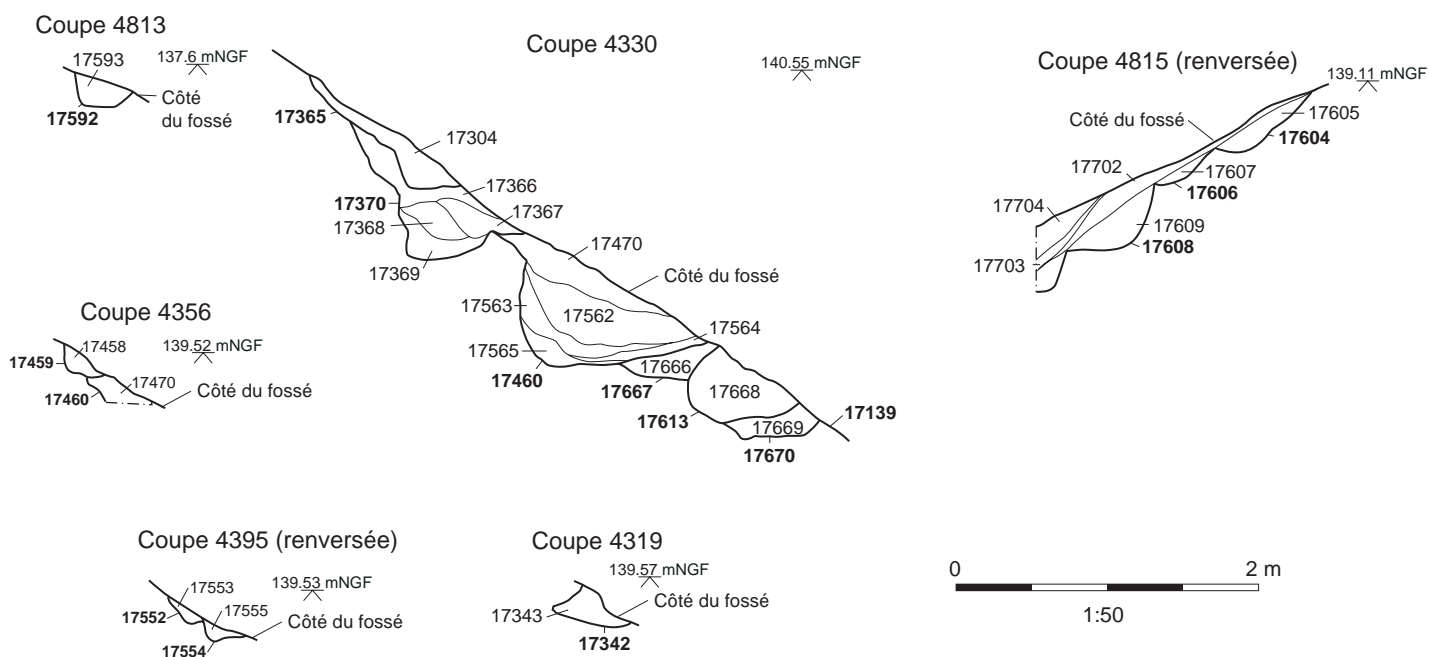 Coupe 4813
17593
137.6 mNGF
Côté
du fossé
17592
Coupe 4330
140.55 mNGF
17365
17304
17366
17370
17367
17368
17369
17470
Côté du fossé
17563
17562
17564
17565
17460
17666
17667
17668
17613
17139
17669
17670
Coupe 4815 (renversée)
139.11 mNGF
Côté du fossé
17605
17604
17702
17607
17606
17704
17609
17608
17703
Coupe 4356
17458
139.52 mNGF
17459
17470
Côté du fossé
17460
Coupe 4395 (renversée)
17553
139.53 mNGF
17552
17555
Côté du fossé
17554
Coupe 4319
139.57 mNGF
Côté du fossé
17343
17342
0 2 m
1:50